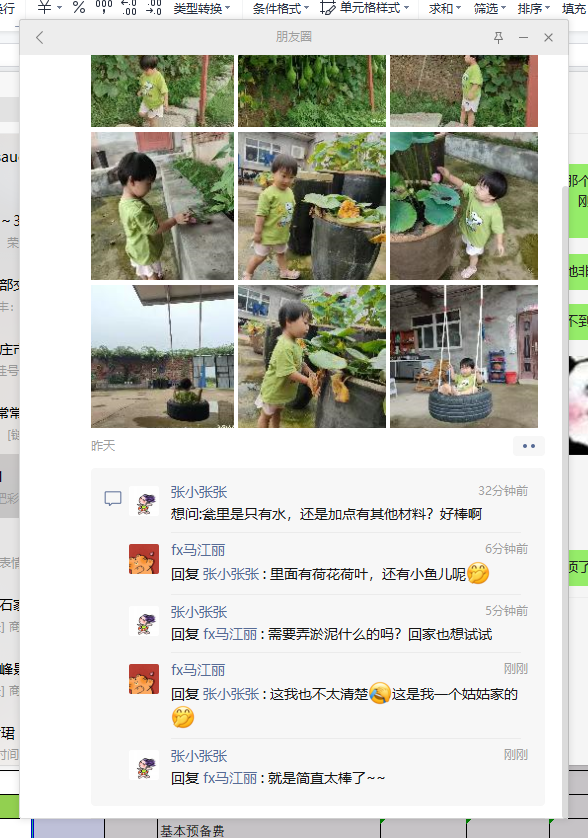 换行
¥
%
000
类型转换
条件格式
单元格样式
求和
筛选
排序
填充
朋友圈
昨天
张小张张
32分钟前
想问:瓮里是只有水，还是加点有其他材料？好棒啊
fx马江丽
6分钟前
回复 张小张张：里面有荷花荷叶，还有小鱼儿呢🤭
张小张张
5分钟前
回复 fx马江丽：需要弄淤泥什么的吗？回家也想试试
fx马江丽
刚刚
回复 张小张张：这我也不太清楚😂这是我一个姑姑家的
🤭
张小张张
刚刚
回复 fx马江丽：就是简直太棒了~~
基本预备费